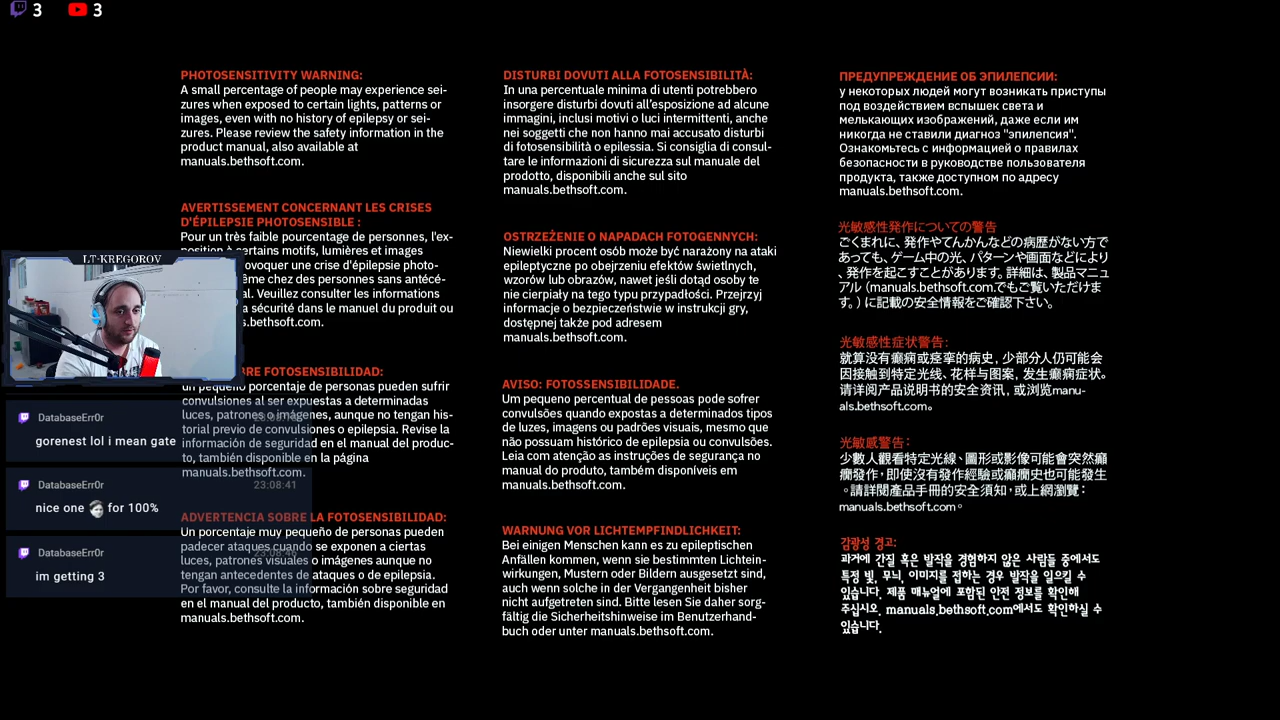 3
3
PHOTOSENSITIVITY WARNING:
A small percentage of people may experience sei-
zures when exposed to certain lights, patterns or
images, even with no history of epilepsy or sei-
zures. Please review the safety information in the
product manual, also available at
manuals.bethsoft.com.
AVERTISSEMENT CONCERNANT LES CRISES
D'ÉPILEPSIE PHOTOSENSIBLE :
Pour un très faible pourcentage de personnes, l'ex-
position à certains motifs, lumières et images
ovoquer une crise d'épilepsie photo-
ême chez des personnes sans antécé-
al. Veuillez consulter les informations
a sécurité dans le manuel du produit ou
s.bethsoft.com.
LT-KREGOROV
BRE FOTOSENSIBILIDAD:
un pequeño porcentaje de personas pueden sufrir
convulsiones al ser expuestas a determinadas
luces, patrones o imágenes, aunque no tengan his-
torial previo de convulsiones o epilepsia. Revise la
información de seguridad en el manual del produc-
to, también disponible en la página
manuals.bethsoft.com.
DatabaseErr0r
gorenest lol i mean gate
DatabaseErr0r 23:08:41
nice one for 100%
DatabaseErr0r
im getting 3
ADVERTENCIA SOBRE LA FOTOSENSIBILIDAD:
Un porcentaje muy pequeño de personas pueden
padecer ataques cuando se exponen a ciertas
luces, patrones visuales o imágenes aunque no
tengan antecedentes de ataques o de epilepsia.
Por favor, consulte la información sobre seguridad
en el manual del producto, también disponible en
manuals.bethsoft.com.
DISTURBI DOVUTI ALLA FOTOSENSIBILITÀ:
In una percentuale minima di utenti potrebbero
insorgere disturbi dovuti all'esposizione ad alcune
immagini, inclusi motivi o luci intermittenti, anche
nei soggetti che non hanno mai accusato disturbi
di fotosensibilità o epilessia. Si consiglia di consul-
tare le informazioni di sicurezza sul manuale del
prodotto, disponibili anche sul sito
manuals.bethsoft.com.
OSTRZEŻENIE O NAPADACH FOTOGENNYCH:
Niewielki procent osób może być narażony na ataki
epileptyczne po obejrzeniu efektów świetlnych,
wzorów lub obrazów, nawet jeśli dotąd osoby te
nie cierpiały na tego typu przypadłości. Przejrzyj
informacje o bezpieczeństwie w instrukcji gry,
dostępnej także pod adresem
manuals.bethsoft.com.
AVISO: FOTOSSENSIBILIDADE.
Um pequeno percentual de pessoas pode sofrer
convulsões quando expostas a determinados tipos
de luzes, imagens ou padrões visuais, mesmo que
não possuam histórico de epilepsia ou convulsões.
Leia com atenção as instruções de segurança no
manual do produto, também disponíveis em
manuals.bethsoft.com.
WARNUNG VOR LICHTEMPFINDLICHKEIT:
Bei einigen Menschen kann es zu epileptischen
Anfällen kommen, wenn sie bestimmten Lichtein-
wirkungen, Mustern oder Bildern ausgesetzt sind,
auch wenn solche in der Vergangenheit bisher
nicht aufgetreten sind. Bitte lesen Sie daher sorg-
fältig die Sicherheitshinweise im Benutzerhand-
buch oder unter manuals.bethsoft.com.
ПРЕДУПРЕЖДЕНИЕ ОБ ЭПИЛЕПСИИ:
у некоторых людей могут возникать приступы
под воздействием вспышек света и
мелькающих изображений, даже если им
никогда не ставили диагноз "эпилепсия".
Ознакомьтесь с информацией о правилах
безопасности в руководстве пользователя
продукта, также доступном по адресу
manuals.bethsoft.com.
光敏感性発作についての警告
ごくまれに、発作やてんかんなどの病歴がない方で
あっても、ゲーム中の光、パターンや画面などにより
、発作を起こすことがあります。詳細は、製品マニュ
アル（manuals.bethsoft.comでもご覧いただけま
す。）に記載の安全情報をご確認下さい。
光敏感性症状警告：
就算没有癫痫或痉挛的病史，少部分人仍可能会
因接触到特定光线、花样与图案，发生癫痫症状。
请详阅产品说明书的安全资讯，或浏览manu-
als.bethsoft.com。
光敏感警告：
少數人觀看特定光線、圖形或影像可能會突然癲
癇發作，即使沒有發作經驗或癲癇史也可能發生
。請詳閱產品手冊的安全須知，或上網瀏覽：
manuals.bethsoft.com。
감광성 경고:
과거에 간질 혹은 발작을 경험하지 않은 사람들 중에서도
특정 빛, 무늬, 이미지를 접하는 경우 발작을 일으킬 수
있습니다. 제품 매뉴얼에 포함된 안전 정보를 확인해
주십시오. manuals.bethsoft.com에서도 확인하실 수
있습니다.